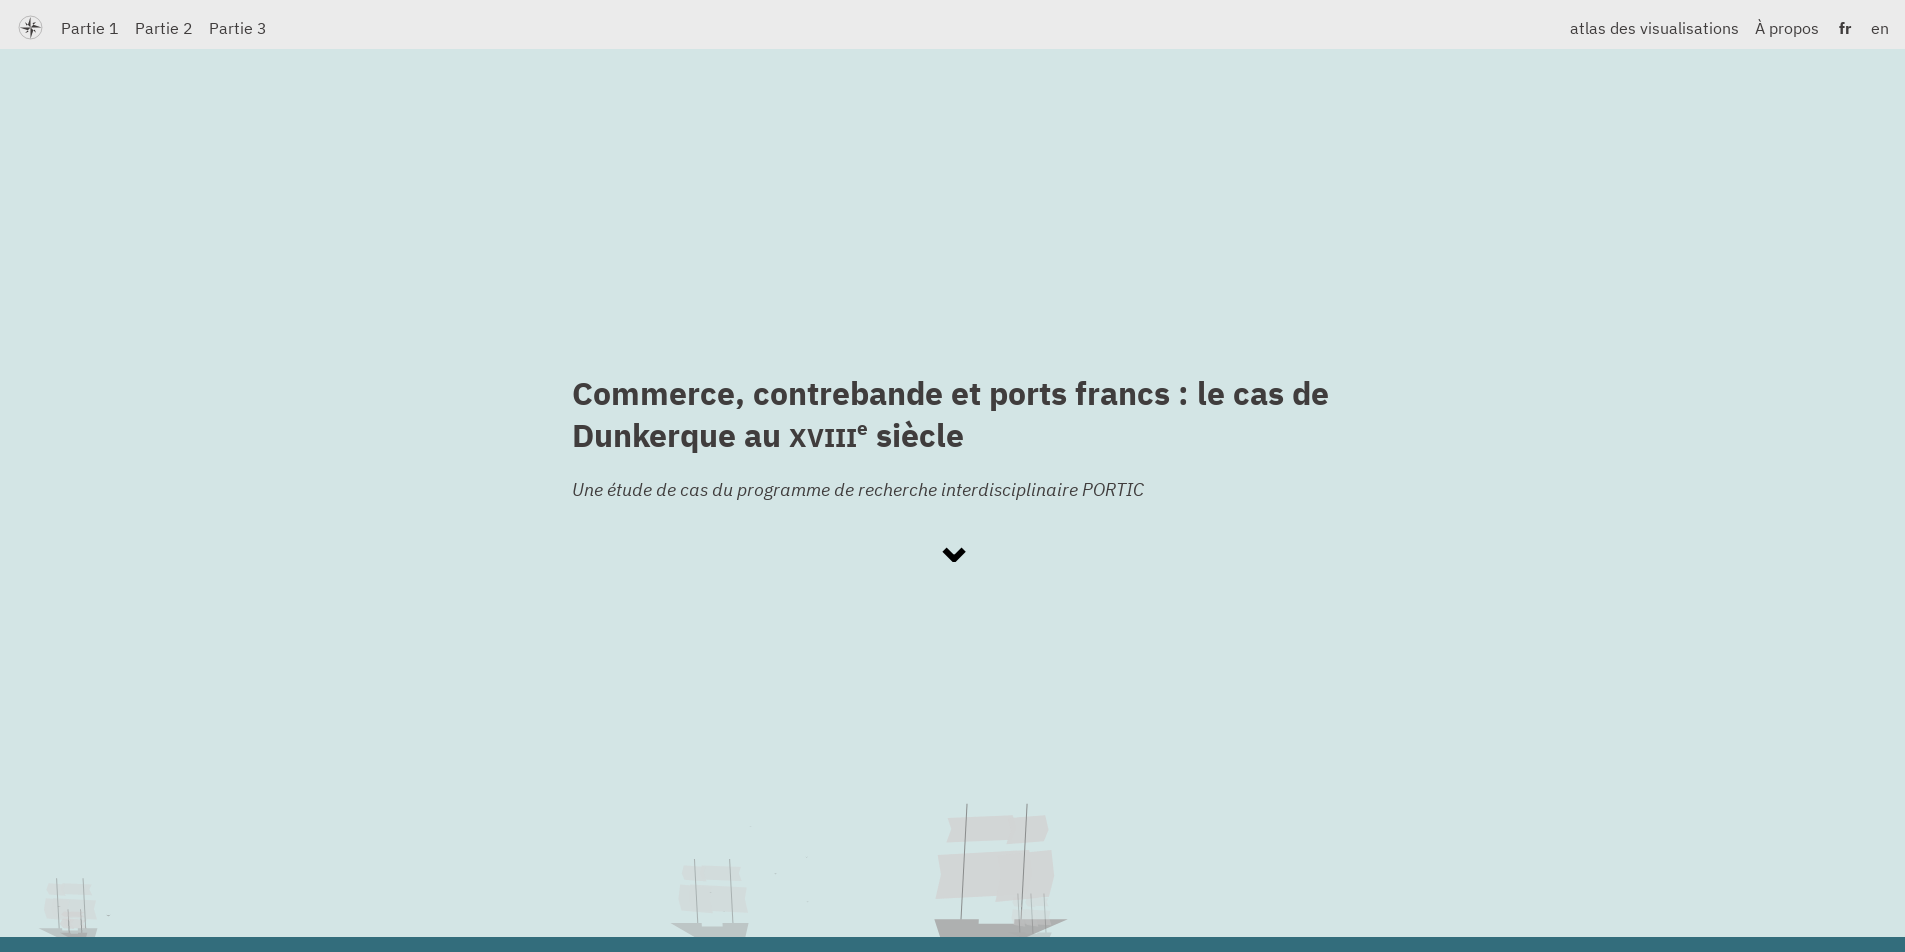 Partie 1 Partie 2 Partie 3 atlas des visualisations À propos fr en
Commerce, contrebande et ports francs : le cas de
Dunkerque au XVIIIe siècle
Une étude de cas du programme de recherche interdisciplinaire PORTIC